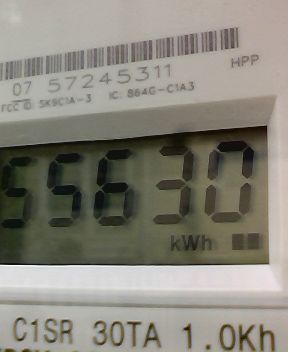 HPP
07 57245311
FCC ID: SK9C1A-3 IC: 864G-C1A3
55630
kWh
C1SR 30TA 1.0Kh